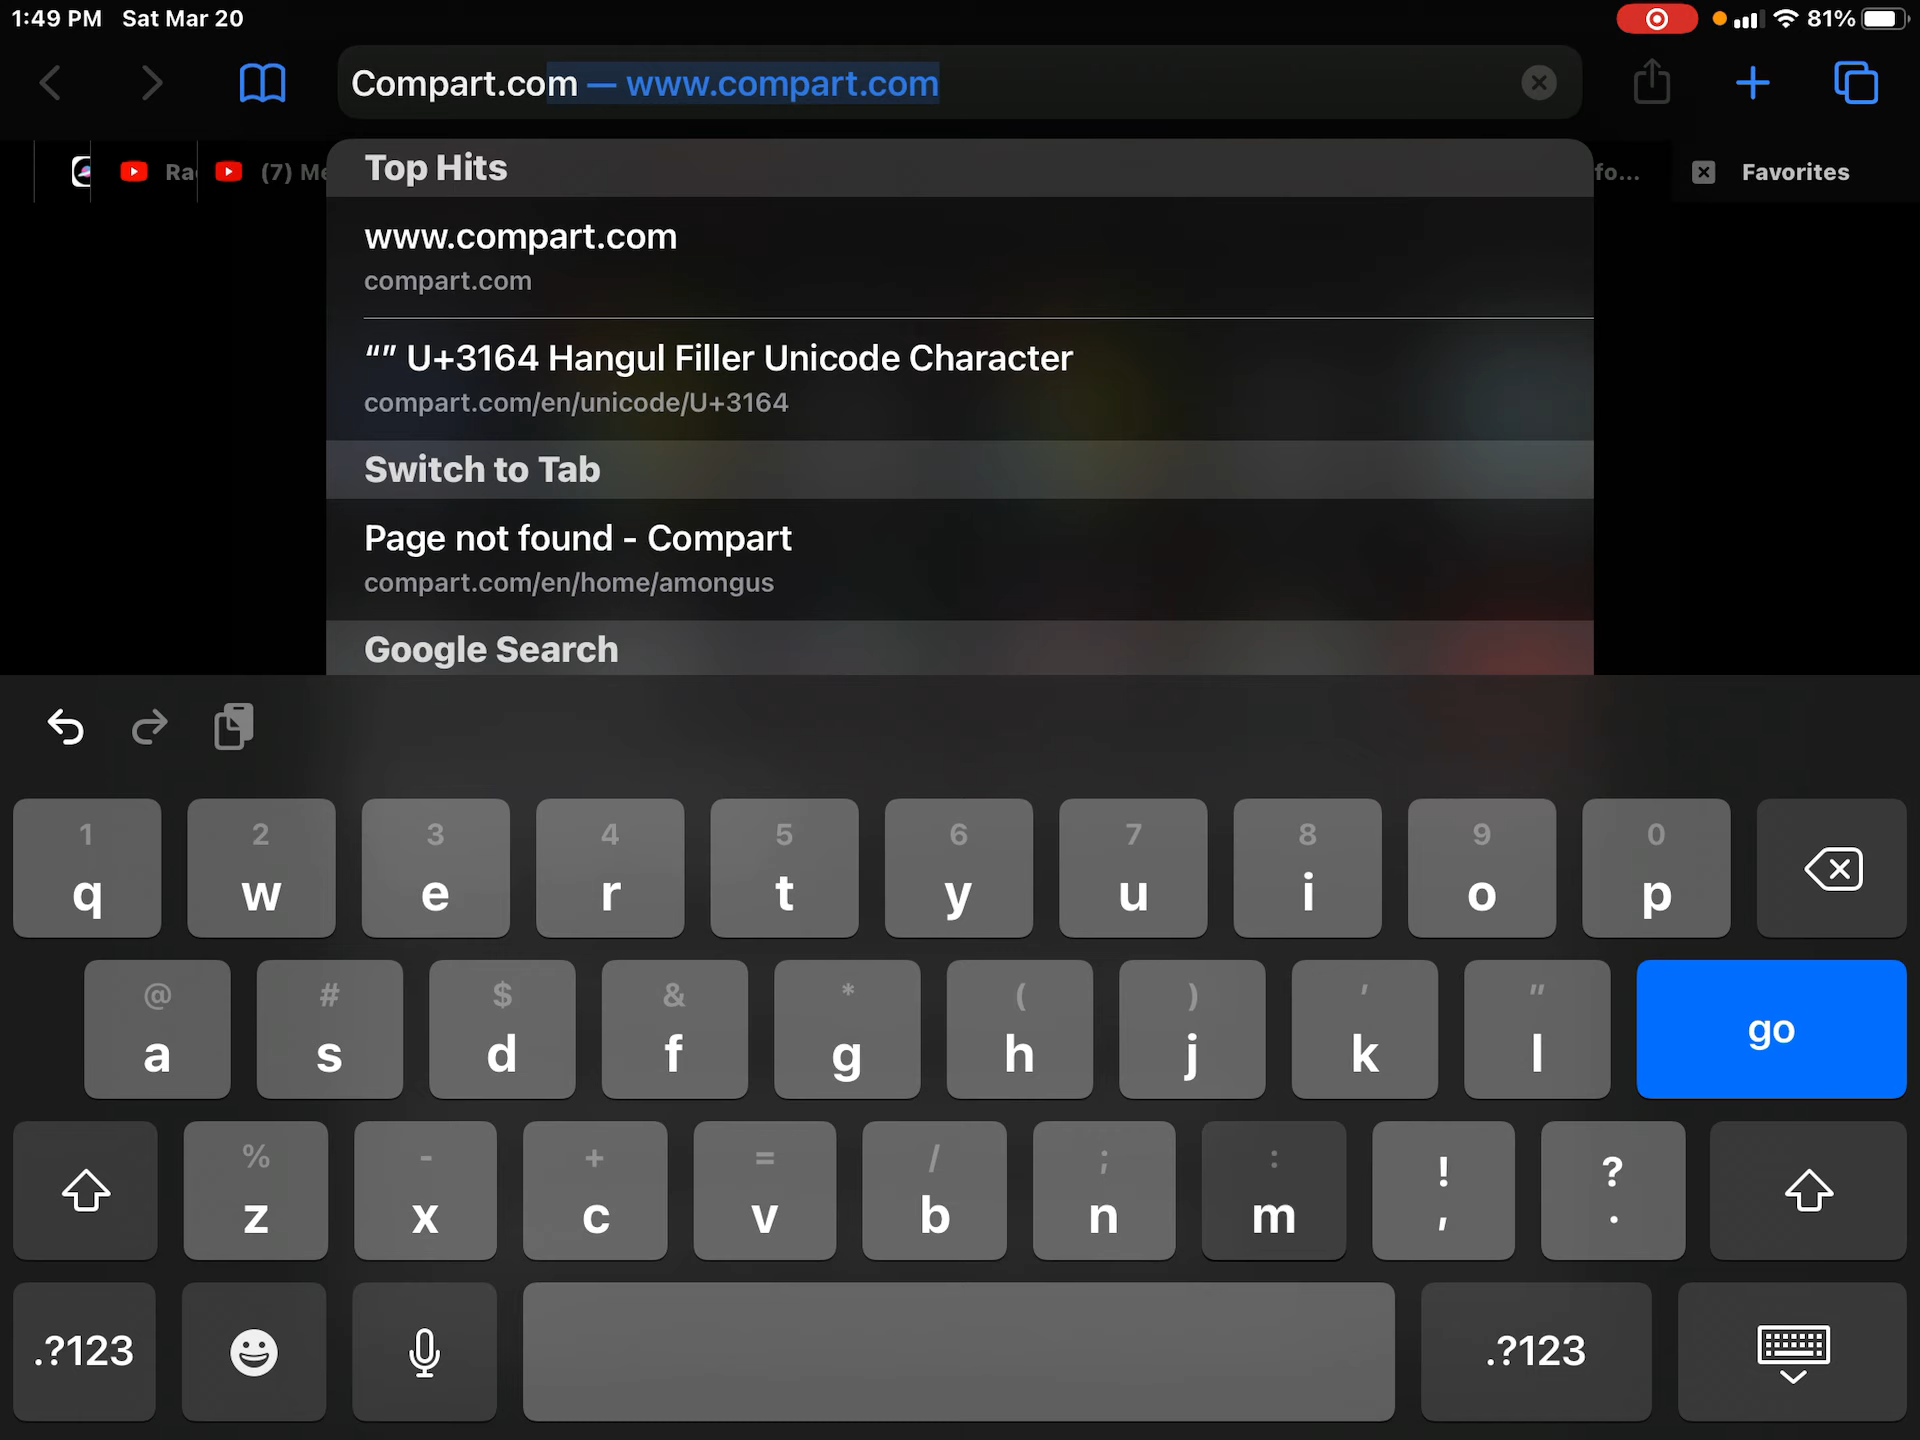 1:49 PM Sat Mar 20
81%
Compart.com — www.compart.com
Ra
(7) Me
fo...
Favorites
Top Hits
www.compart.com
compart.com
“” U+3164 Hangul Filler Unicode Character
compart.com/en/unicode/U+3164
Switch to Tab
Page not found - Compart
compart.com/en/home/amongus
Google Search
1 2 3 4 5 6 7 8 9 0
q w e r t y u i o p
@ # $ & * ( ) ' "
a s d f g h j k l go
% - + = / ; : ! ?
z x c v b n m , .
.?123 .?123